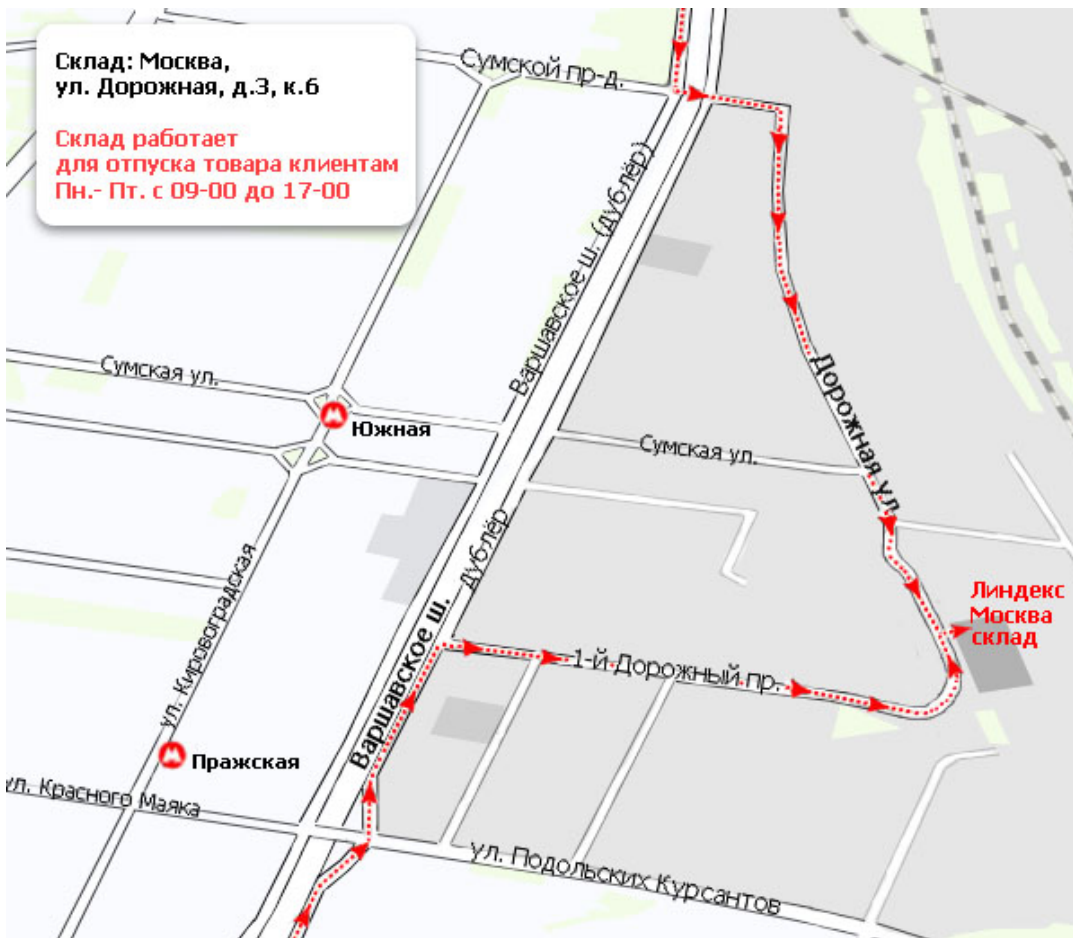 Склад: Москва,
ул. Дорожная, д.3, к.6
Склад работает
для отпуска товара клиентам
Пн.- Пт. с 09-00 до 17-00
Сумской пр-д.
Варшавское ш. (дублёр)
Сумская ул.
Южная
Дорожная ул.
Сумская ул.
дублёр
ул. Кировоградская
Варшавское ш.
Линдекс
Москва
склад
1-й Дорожный пр.
Пражская
ул. Красного Маяка
ул. Подольских Курсантов